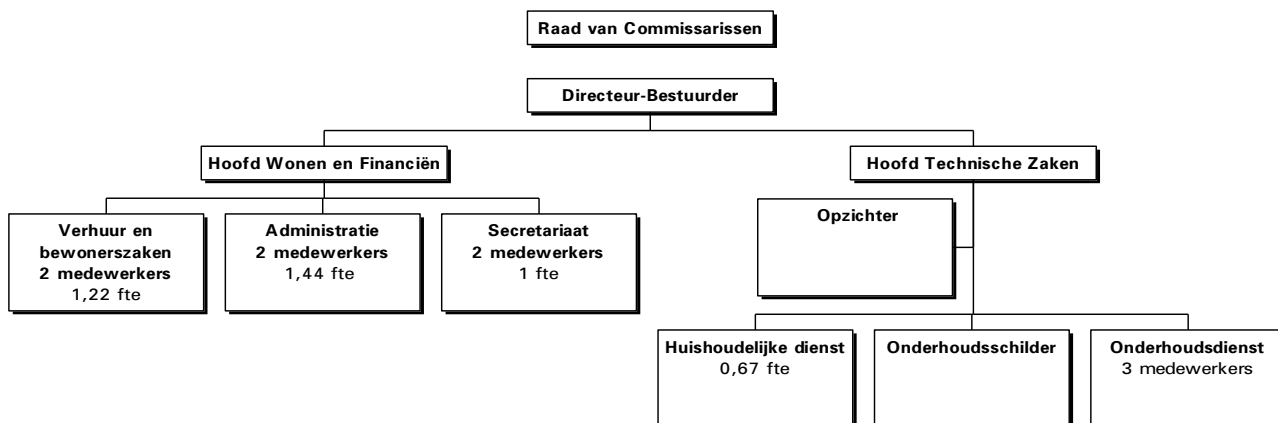 Raad van Commissarissen
Directeur-Bestuurder
Hoofd Wonen en Financiën
Hoofd Technische Zaken
Verhuur en
bewonerszaken
2 medewerkers
1,22 fte
Administratie
2 medewerkers
1,44 fte
Secretariaat
2 medewerkers
1 fte
Opzichter
Huishoudelijke dienst
0,67 fte
Onderhoudsschilder
Onderhoudsdienst
3 medewerkers